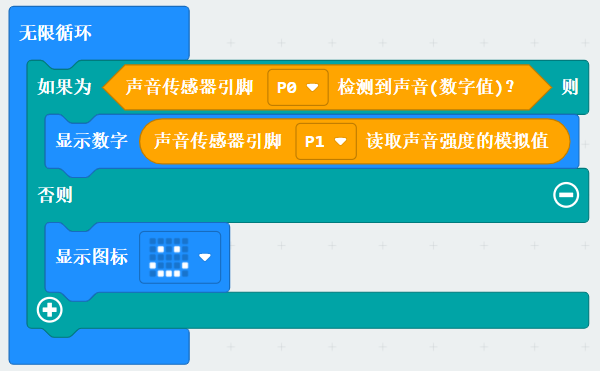 无限循环
如果为 声音传感器引脚 P0 检测到声音(数字值)? 则
显示数字 声音传感器引脚 P1 读取声音强度的模拟值
否则
显示图标